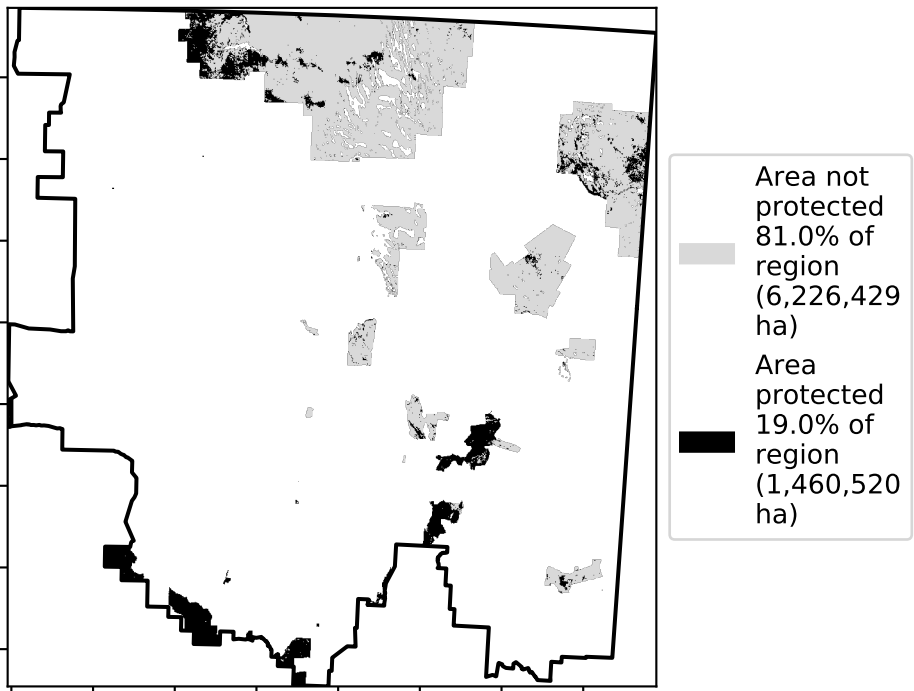 Area not
protected
81.0% of
region
(6,226,429
ha)
Area
protected
19.0% of
region
(1,460,520
ha)